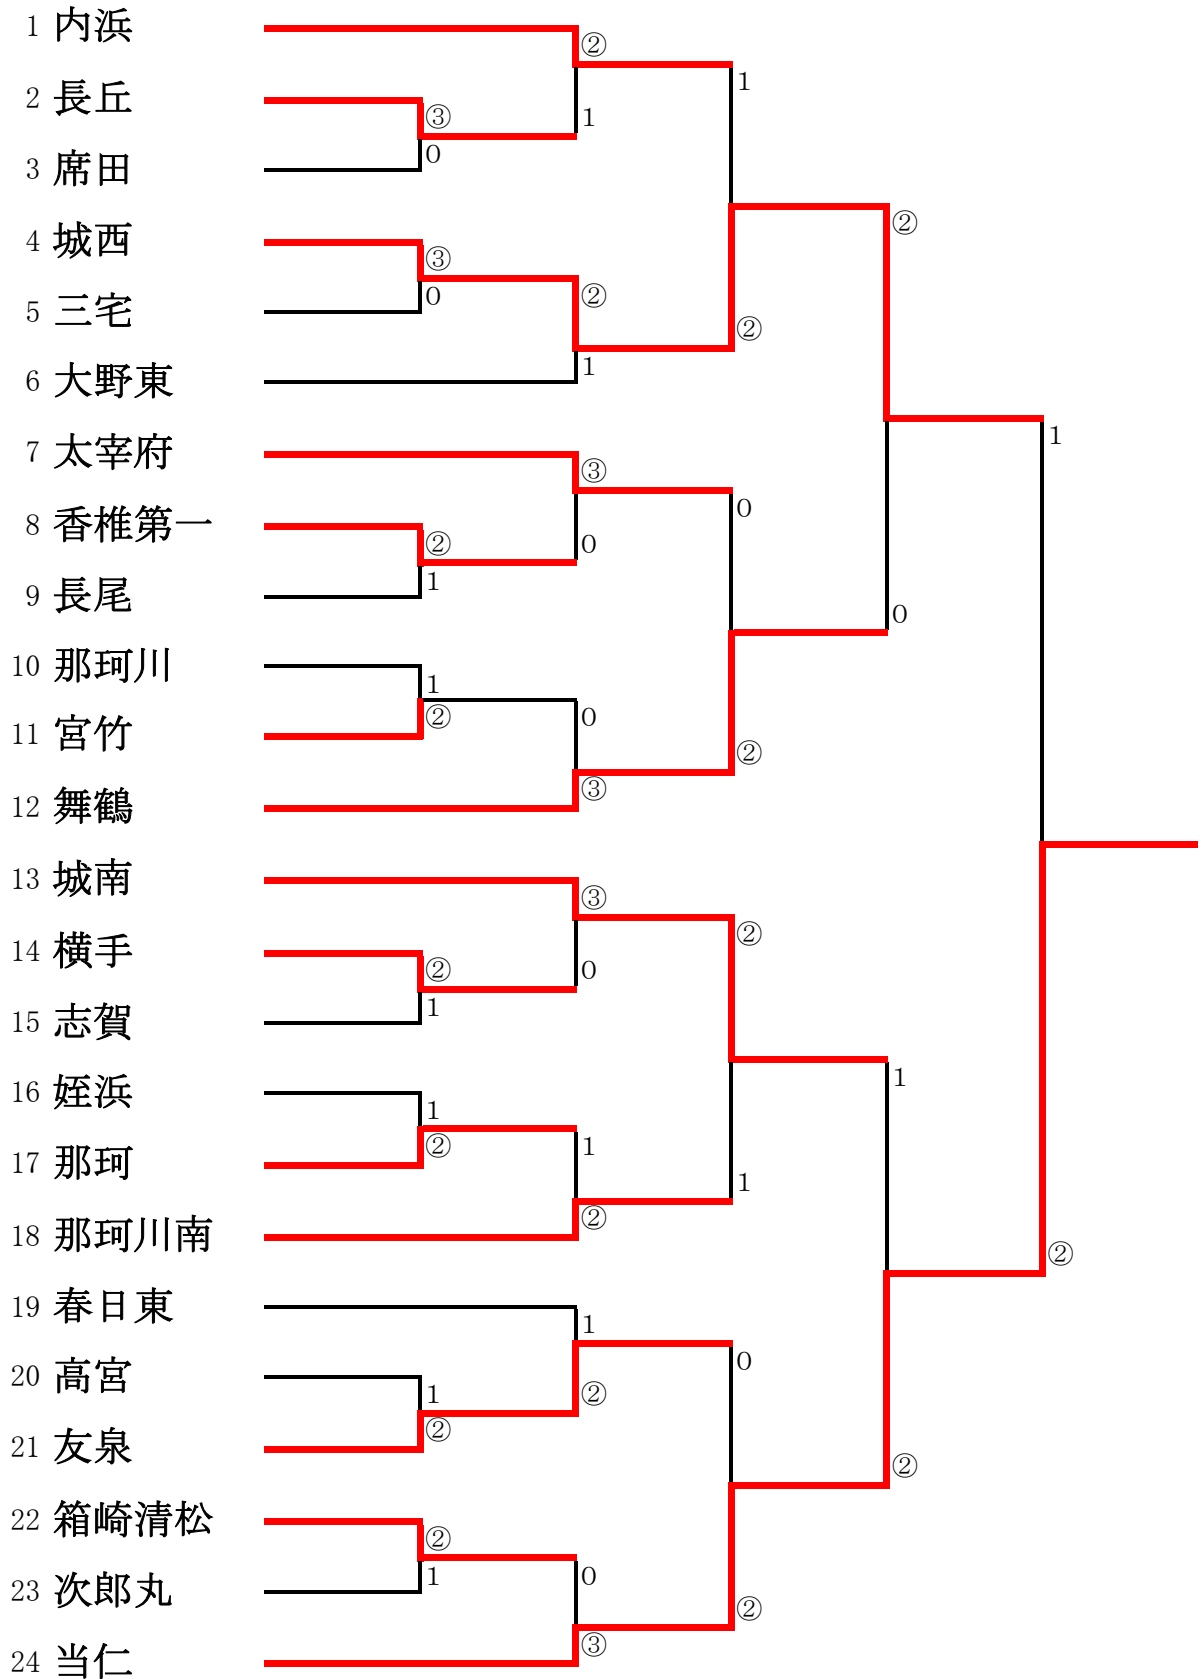 1 内浜
②
1
2 長丘
③
1
0
3 席田
②
4 城西
③
0
②
②
5 三宅
1
6 大野東
1
7 太宰府
③
0
8 香椎第一
②
0
1
9 長尾
0
10 那珂川
1
②
0
11 宮竹
②
12 舞鶴
③
13 城南
③
②
14 横手
②
0
1
15 志賀
1
16 姪浜
1
②
1
17 那珂
1
18 那珂川南
②
②
19 春日東
1
0
20 高宮
1
②
②
21 友泉
②
22 箱崎清松
②
1
0
23 次郎丸
②
24 当仁
③